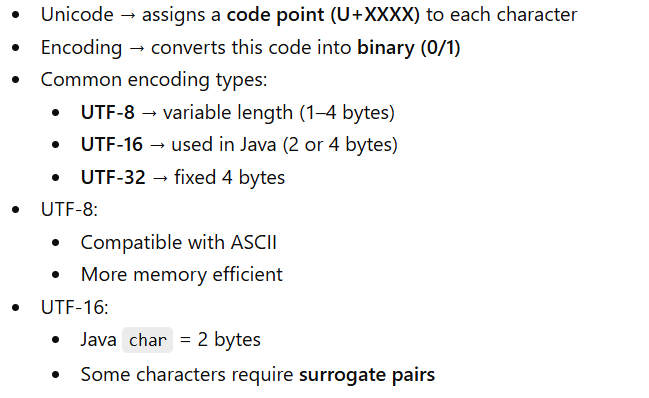 Unicode → assigns a code point (U+XXXX) to each character
Encoding → converts this code into binary (0/1)
Common encoding types:
UTF-8 → variable length (1–4 bytes)
UTF-16 → used in Java (2 or 4 bytes)
UTF-32 → fixed 4 bytes
UTF-8:
Compatible with ASCII
More memory efficient
UTF-16:
Java char = 2 bytes
Some characters require surrogate pairs